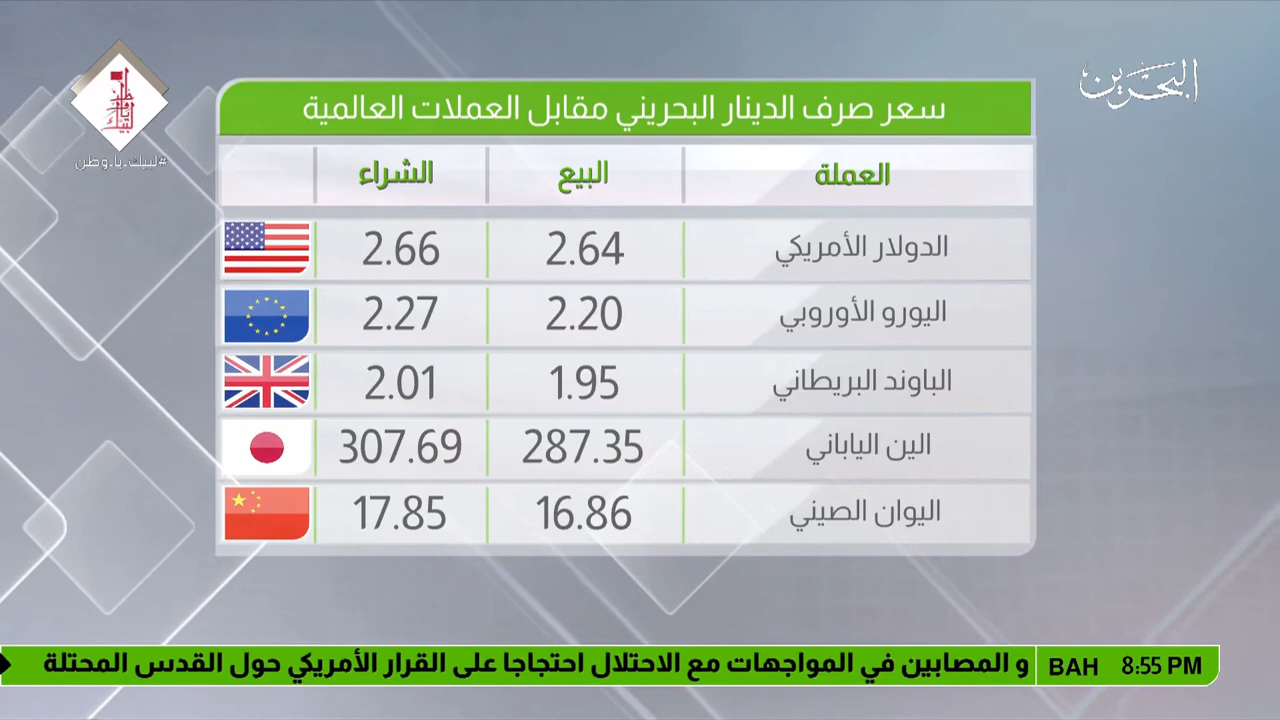 البحرين
#لبيك_يا_وطن
سعر صرف الدينار البحريني مقابل العملات العالمية
العملة البيع الشراء
الدولار الأمريكي 2.64 2.66
اليورو الأوروبي 2.20 2.27
الباوند البريطاني 1.95 2.01
الين الياباني 287.35 307.69
اليوان الصيني 16.86 17.85
BAH 8:55 PM
و المصابين في المواجهات مع الاحتلال احتجاجا على القرار الأمريكي حول القدس المحتلة